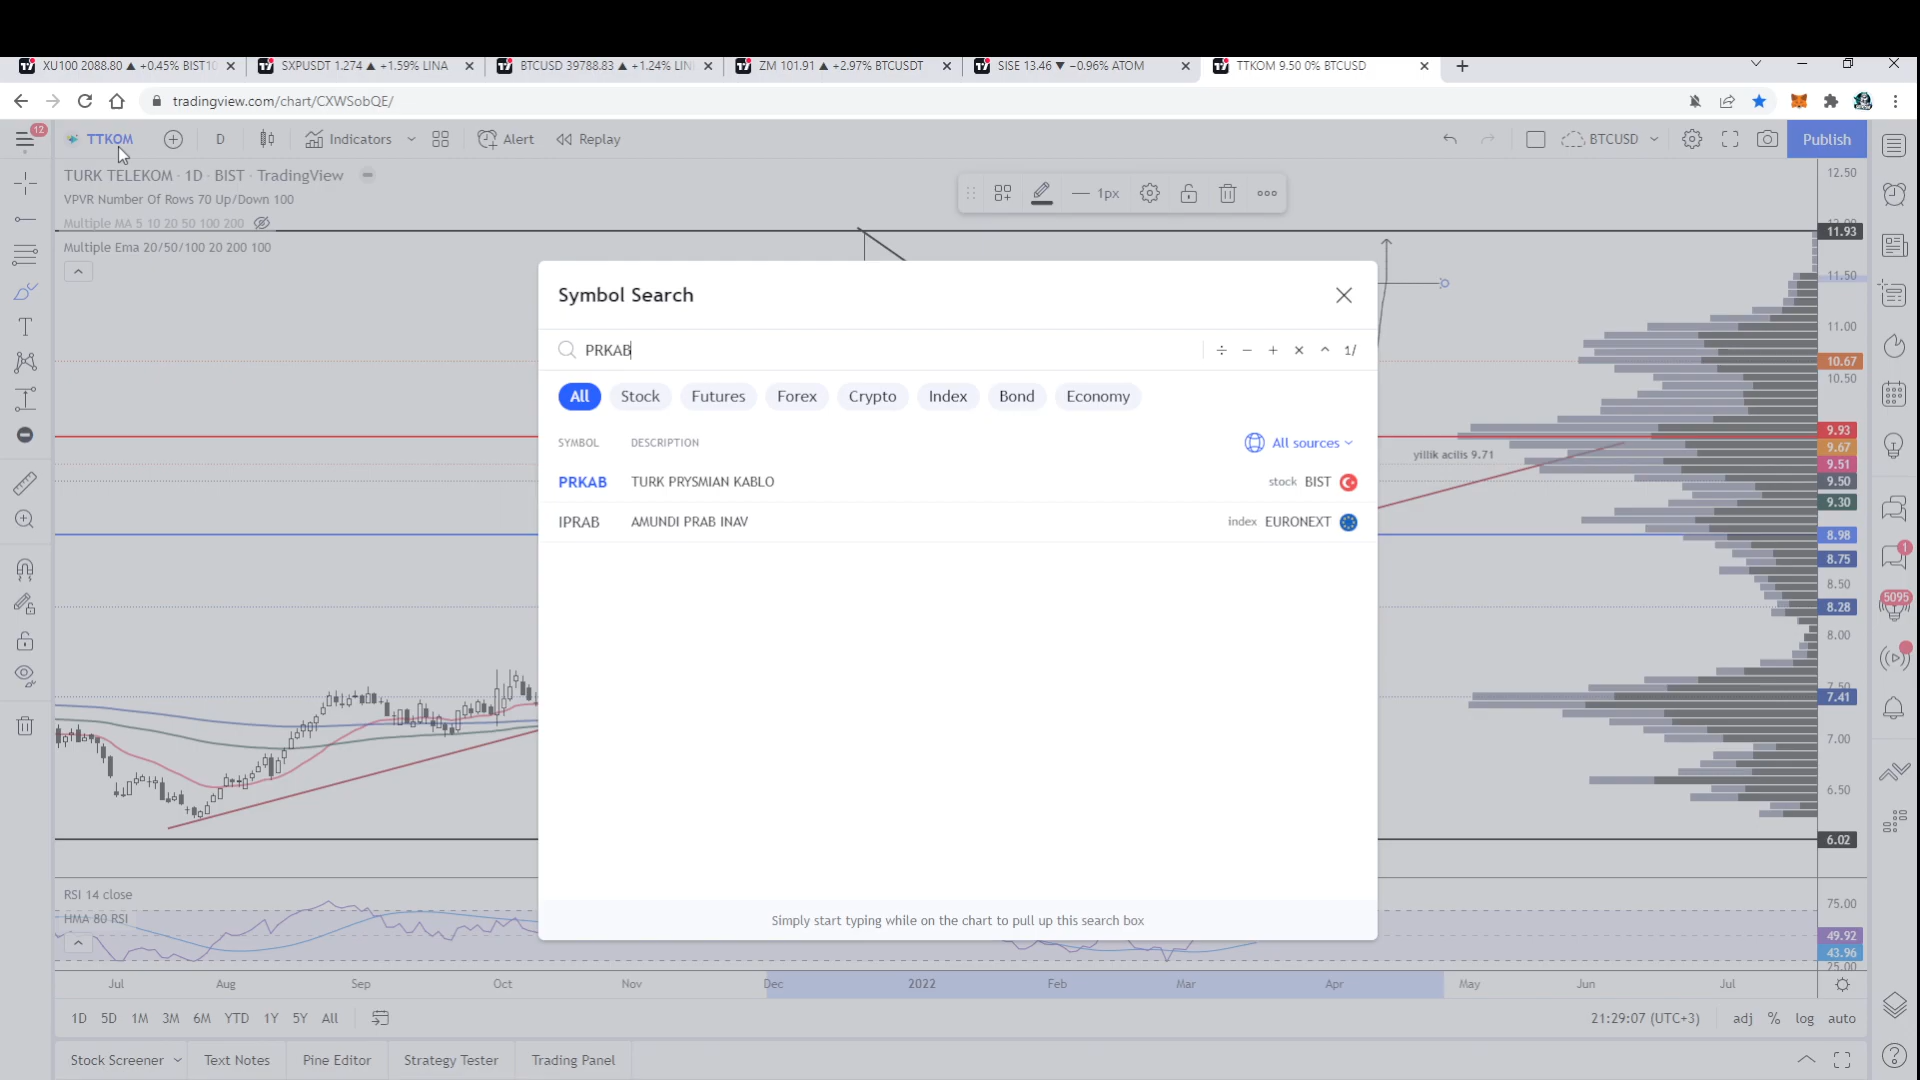 XU100 2088.80 ▲ +0.45% BIST10
SXPUSDT 1.274 ▲ +1.59% LINA
BTCUSD 39788.83 ▲ +1.24% LIN
ZM 101.91 ▲ +2.97% BTCUSDT
SISE 13.46 ▼ −0.96% ATOM
TTKOM 9.50 0% BTCUSD
tradingview.com/chart/CXWSobQE/
12
TTKOM
D
Indicators
Alert
Replay
BTCUSD
Publish
TURK TELEKOM · 1D · BIST · TradingView
VPVR Number Of Rows 70 Up/Down 100
Multiple MA 5 10 20 50 100 200
Multiple Ema 20/50/100 20 200 100
1px
Symbol Search
PRKAB
÷ − + × ^ 1/
All
Stock
Futures
Forex
Crypto
Index
Bond
Economy
SYMBOL
DESCRIPTION
All sources
PRKAB TURK PRYSMIAN KABLO stock BIST
IPRAB AMUNDI PRAB INAV index EURONEXT
Simply start typing while on the chart to pull up this search box
yillik acilis 9.71
12.50
12.00
11.93
11.50
11.00
10.67
10.50
9.93
9.67
9.51
9.50
9.30
8.98
8.75
8.50
8.28
8.00
7.50
7.41
7.00
6.50
6.02
1
5095
RSI 14 close
HMA 80 RSI
75.00
49.92
43.96
25.00
Jul
Aug
Sep
Oct
Nov
Dec
2022
Feb
Mar
Apr
May
Jun
Jul
1D 5D 1M 3M 6M YTD 1Y 5Y All
21:29:07 (UTC+3)
adj % log auto
Stock Screener
Text Notes
Pine Editor
Strategy Tester
Trading Panel